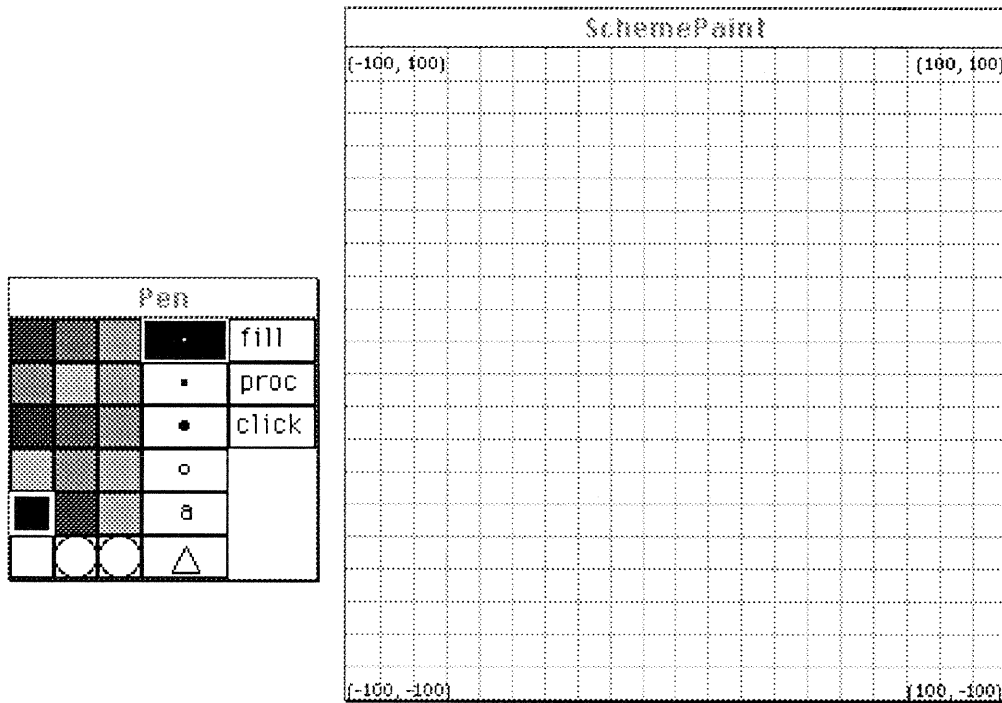 SchemePaint
(-100, 100) (100, 100)
Pen
fill
proc
click
a
(-100, -100) (100, -100)